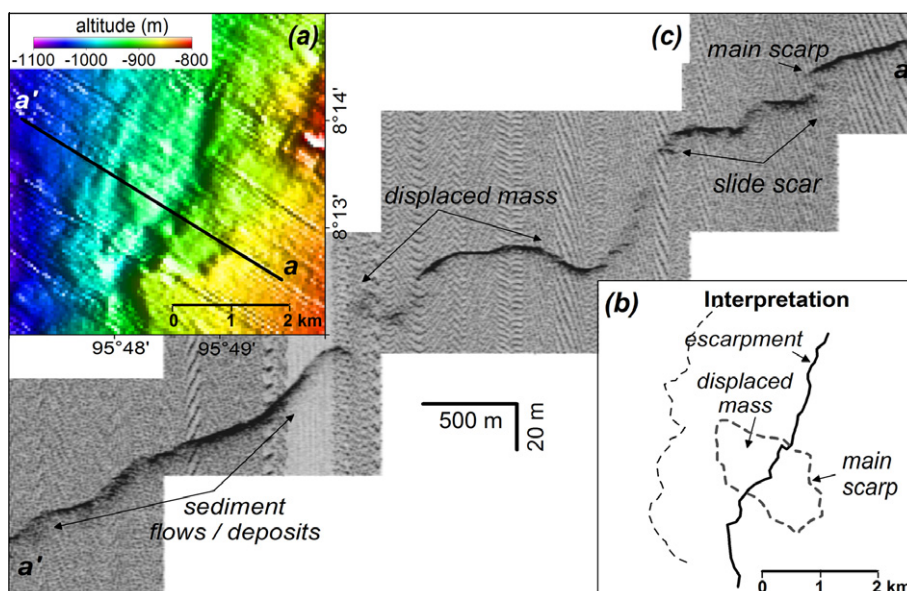 altitude (m)
-1100 -1000 -900 -800
(a)
a'
a
8°14'
8°13'
0 1 2 km
95°48' 95°49'
(c)
main scarp
a
slide scar
displaced mass
500 m
20 m
sediment
flows / deposits
a'
(b)
Interpretation
escarpment
displaced
mass
main
scarp
0 1 2 km